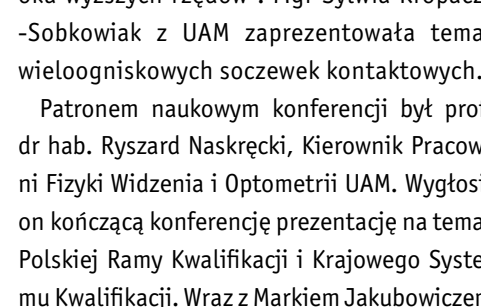 oka wyższych rzędów". Mgr Sylwia Kropacz
-Sobkowiak z UAM zaprezentowała tema
wieloogniskowych soczewek kontaktowych.
Patronem naukowym konferencji był prof
dr hab. Ryszard Naskręcki, Kierownik Pracow
ni Fizyki Widzenia i Optometrii UAM. Wygłosi
on kończącą konferencję prezentację na tema
Polskiej Ramy Kwalifikacji i Krajowego Syste
mu Kwalifikacji. Wraz z Markiem Jakubowiczem